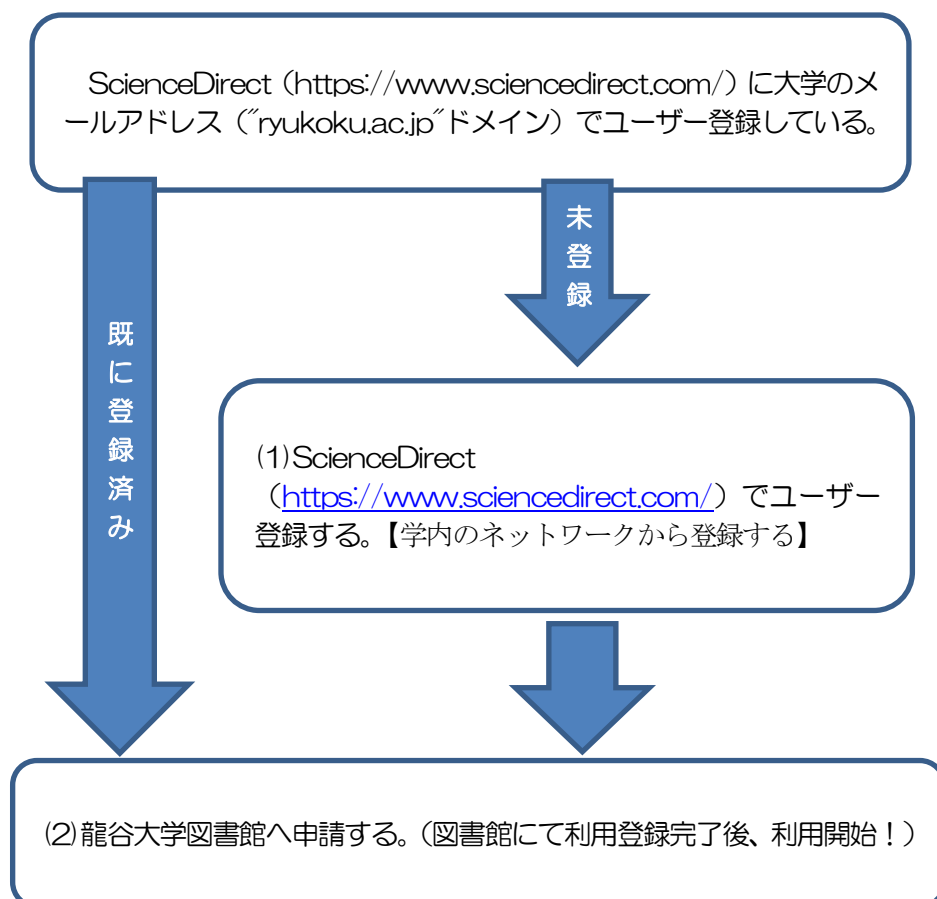 ScienceDirect（https://www.sciencedirect.com/）に大学のメ
ールアドレス（"ryukoku.ac.jp"ドメイン）でユーザー登録している。
未登録
既に登録済み
(1)ScienceDirect
（https://www.sciencedirect.com/）でユーザー
登録する。【学内のネットワークから登録する】
(2)龍谷大学図書館へ申請する。（図書館にて利用登録完了後、利用開始！）